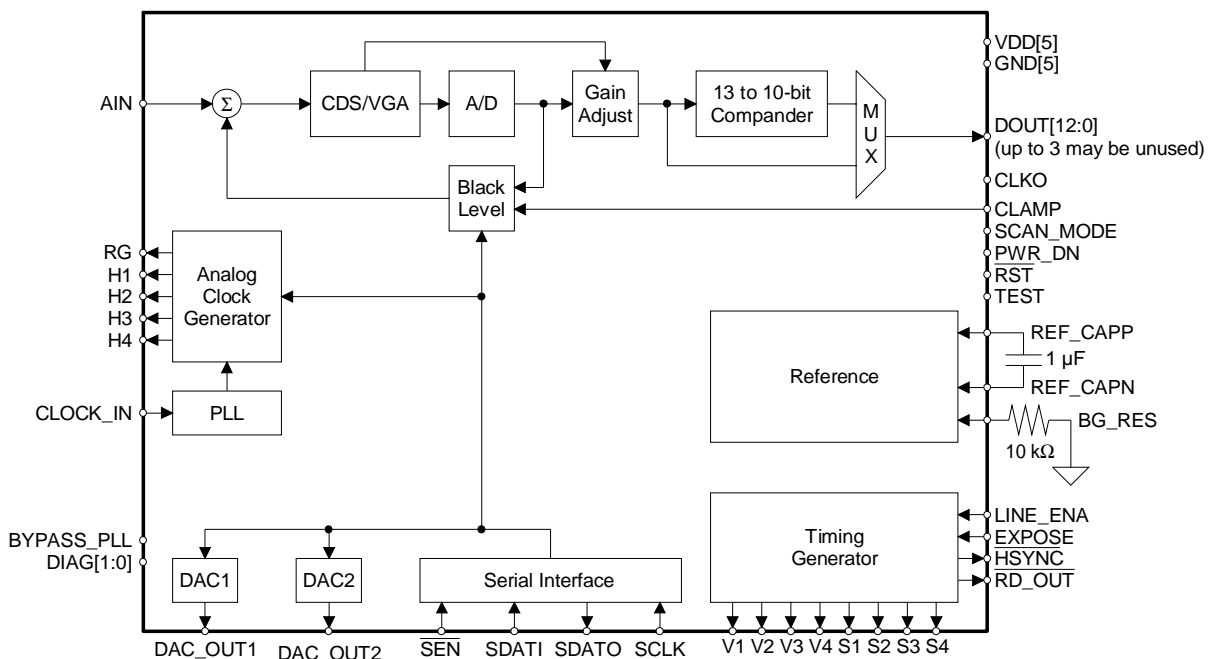 VDD[5]
GND[5]
AIN
Σ
CDS/VGA
A/D
Gain
Adjust
13 to 10-bit
Compander
MUX
DOUT[12:0]
(up to 3 may be unused)
Black
Level
CLKO
CLAMP
SCAN_MODE
PWR_DN
RST
TEST
RG
H1
H2
H3
H4
Analog
Clock
Generator
REF_CAPP
1 µF
REF_CAPN
Reference
BG_RES
10 kΩ
CLOCK_IN
PLL
BYPASS_PLL
DIAG[1:0]
DAC1
DAC2
Serial Interface
Timing
Generator
LINE_ENA
EXPOSE
HSYNC
RD_OUT
DAC_OUT1
DAC_OUT2
SEN
SDATI
SDATO
SCLK
V1 V2 V3 V4 S1 S2 S3 S4